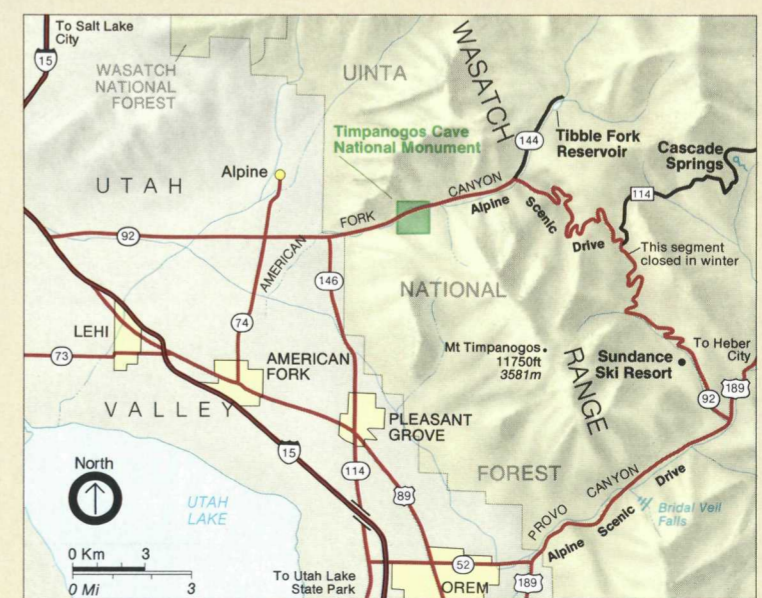 To Salt Lake
City
15
WASATCH
NATIONAL
FOREST
UINTA
WASATCH
Timpanogos Cave
National Monument
144
Tibble Fork
Reservoir
Cascade
Springs
Alpine
UTAH
CANYON
114
FORK
Alpine
Scenic
Drive
92
AMERICAN
This segment
closed in winter
146
NATIONAL
74
LEHI
73
Mt Timpanogos
11750ft
3581m
RANGE
To Heber
City
Sundance
Ski Resort
AMERICAN
FORK
189
92
VALLEY
PLEASANT
GROVE
15
114
North
89
FOREST
UTAH
LAKE
PROVO
CANYON
Drive
Scenic
Alpine
Bridal Veil
Falls
0 Km 3
0 Mi 3
52
To Utah Lake
State Park
OREM
189